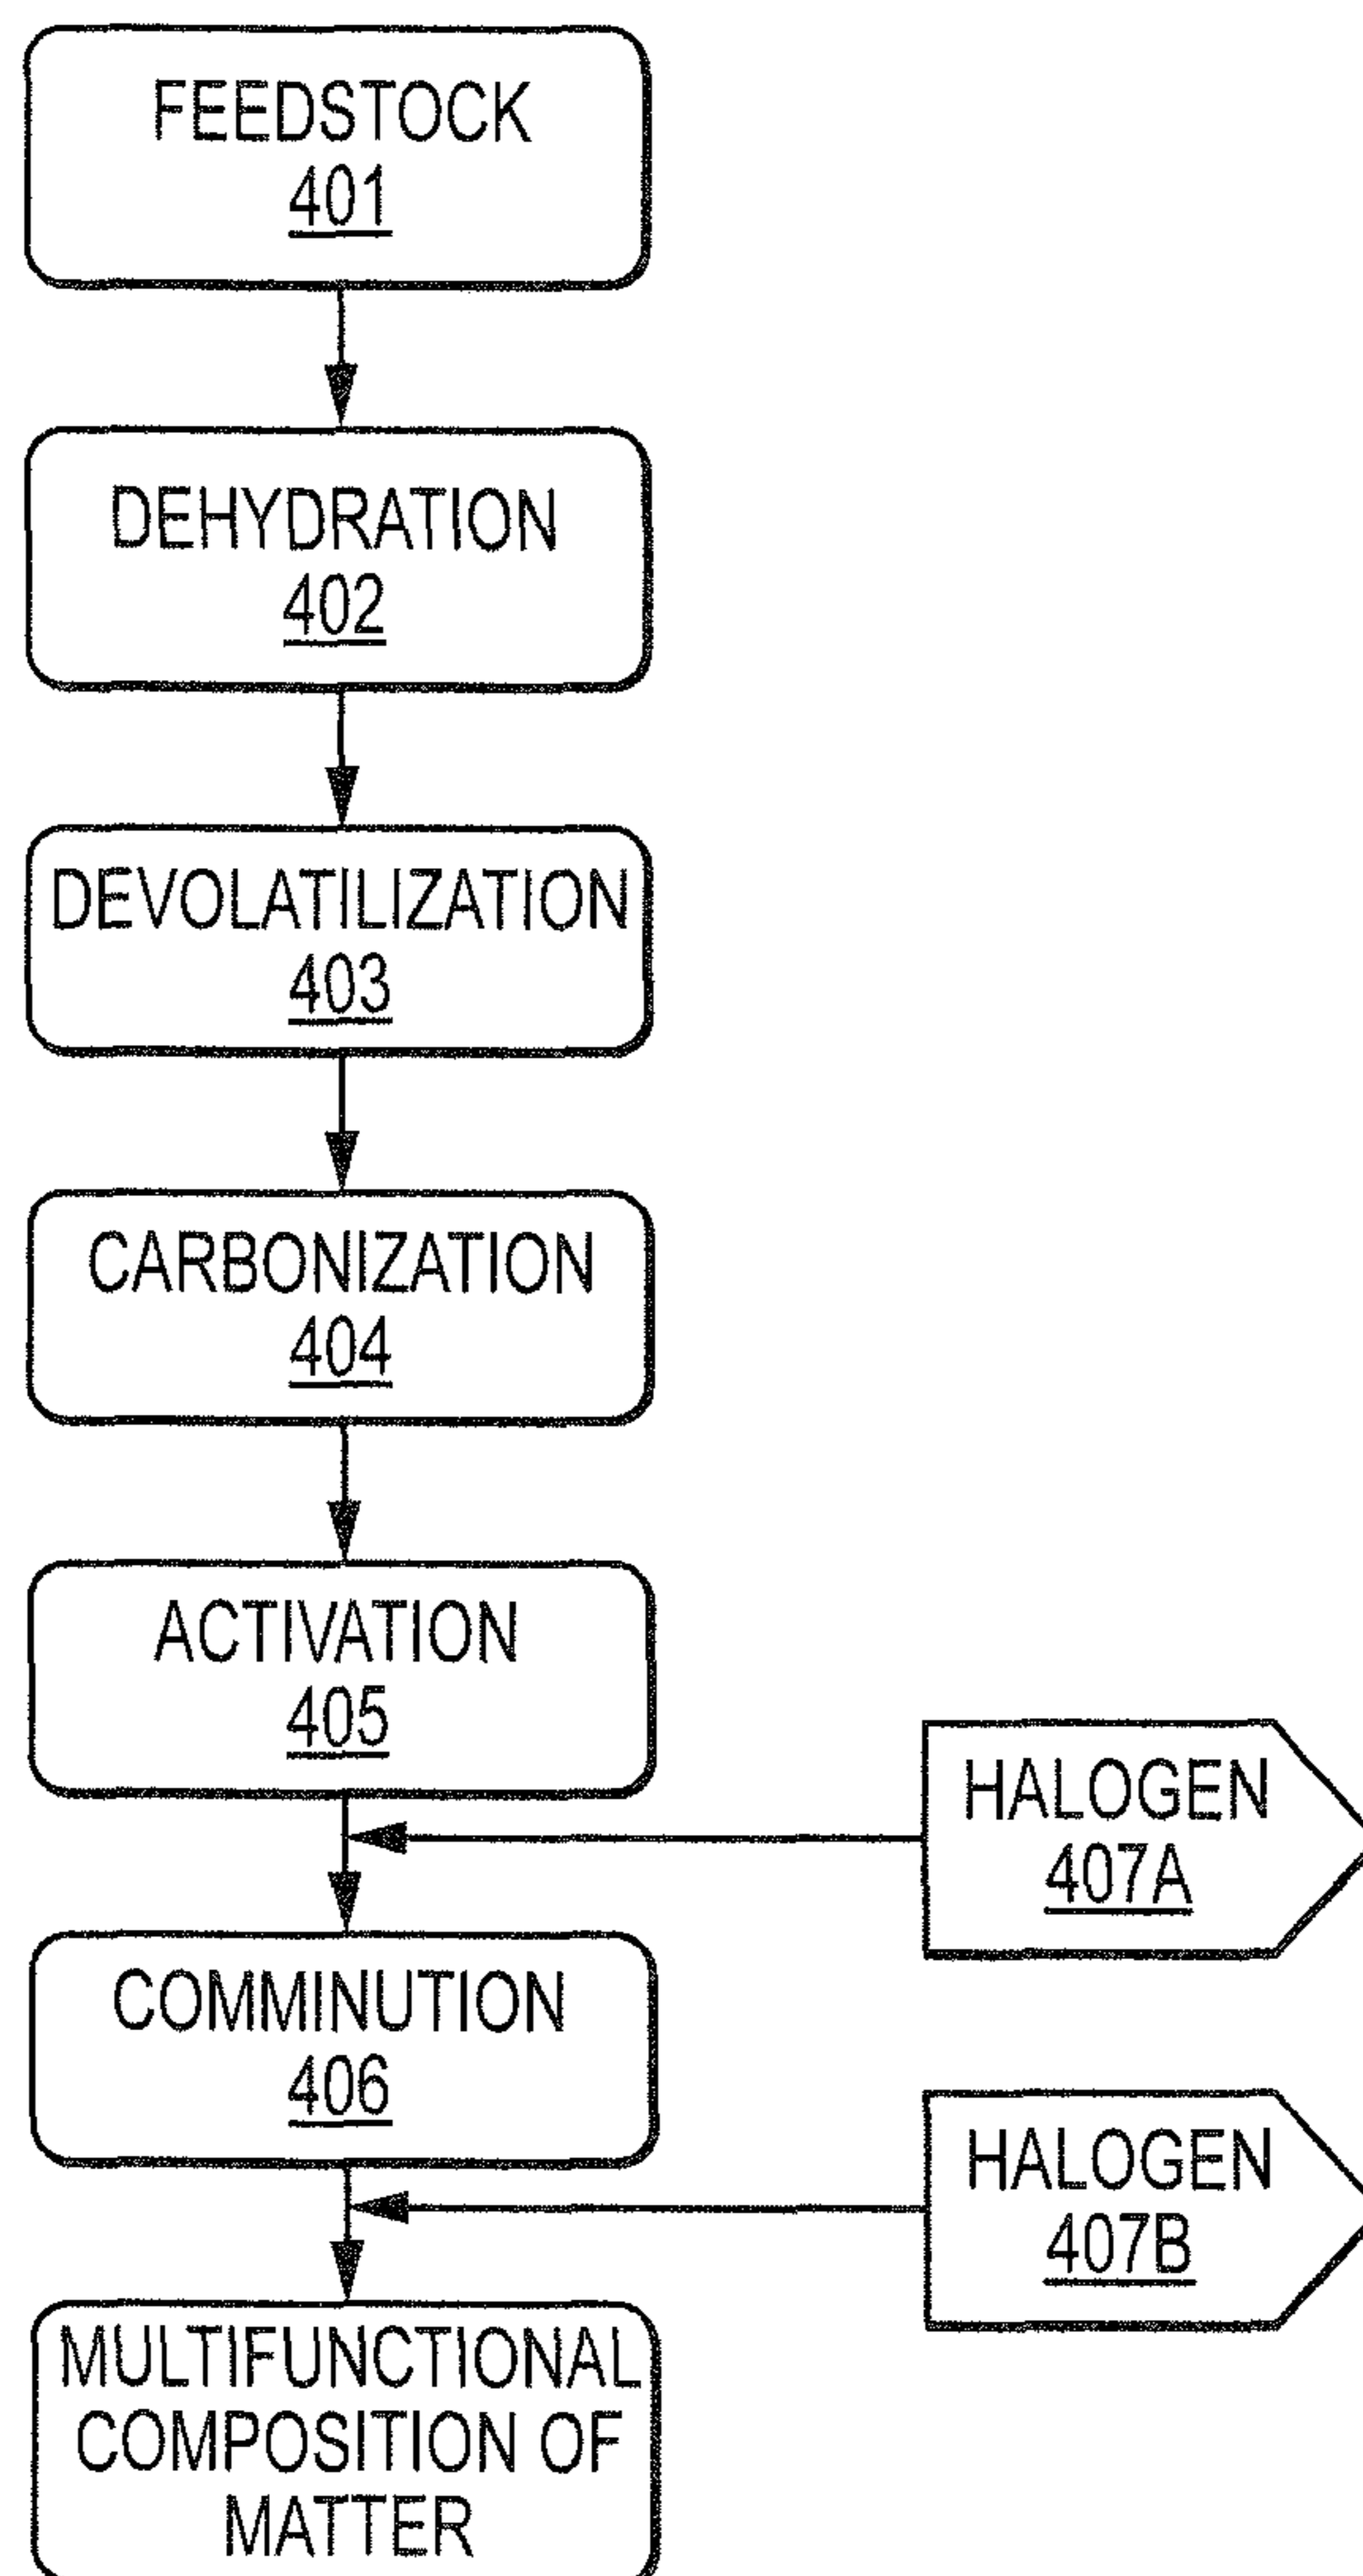 FEEDSTOCK
401
DEHYDRATION
402
DEVOLATILIZATION
403
CARBONIZATION
404
ACTIVATION
405
HALOGEN
407A
COMMINUTION
406
HALOGEN
407B
MULTIFUNCTIONAL
COMPOSITION OF
MATTER